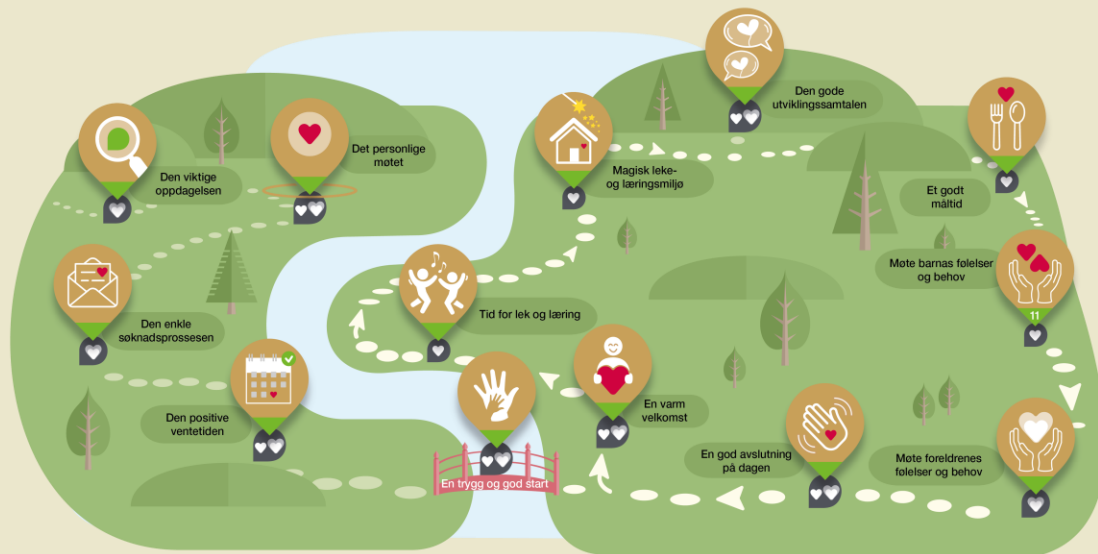 Den viktige
oppdagelsen
Det personlige
møtet
Den enkle
søknadsprosessen
Den positive
ventetiden
En trygg og god start
En varm
velkomst
Tid for lek og læring
Magisk leke-
og læringsmiljø
Den gode
utviklingssamtalen
Et godt
måltid
Møte barnas følelser
og behov
11
Møte foreldrenes
følelser og behov
En god avslutning
på dagen